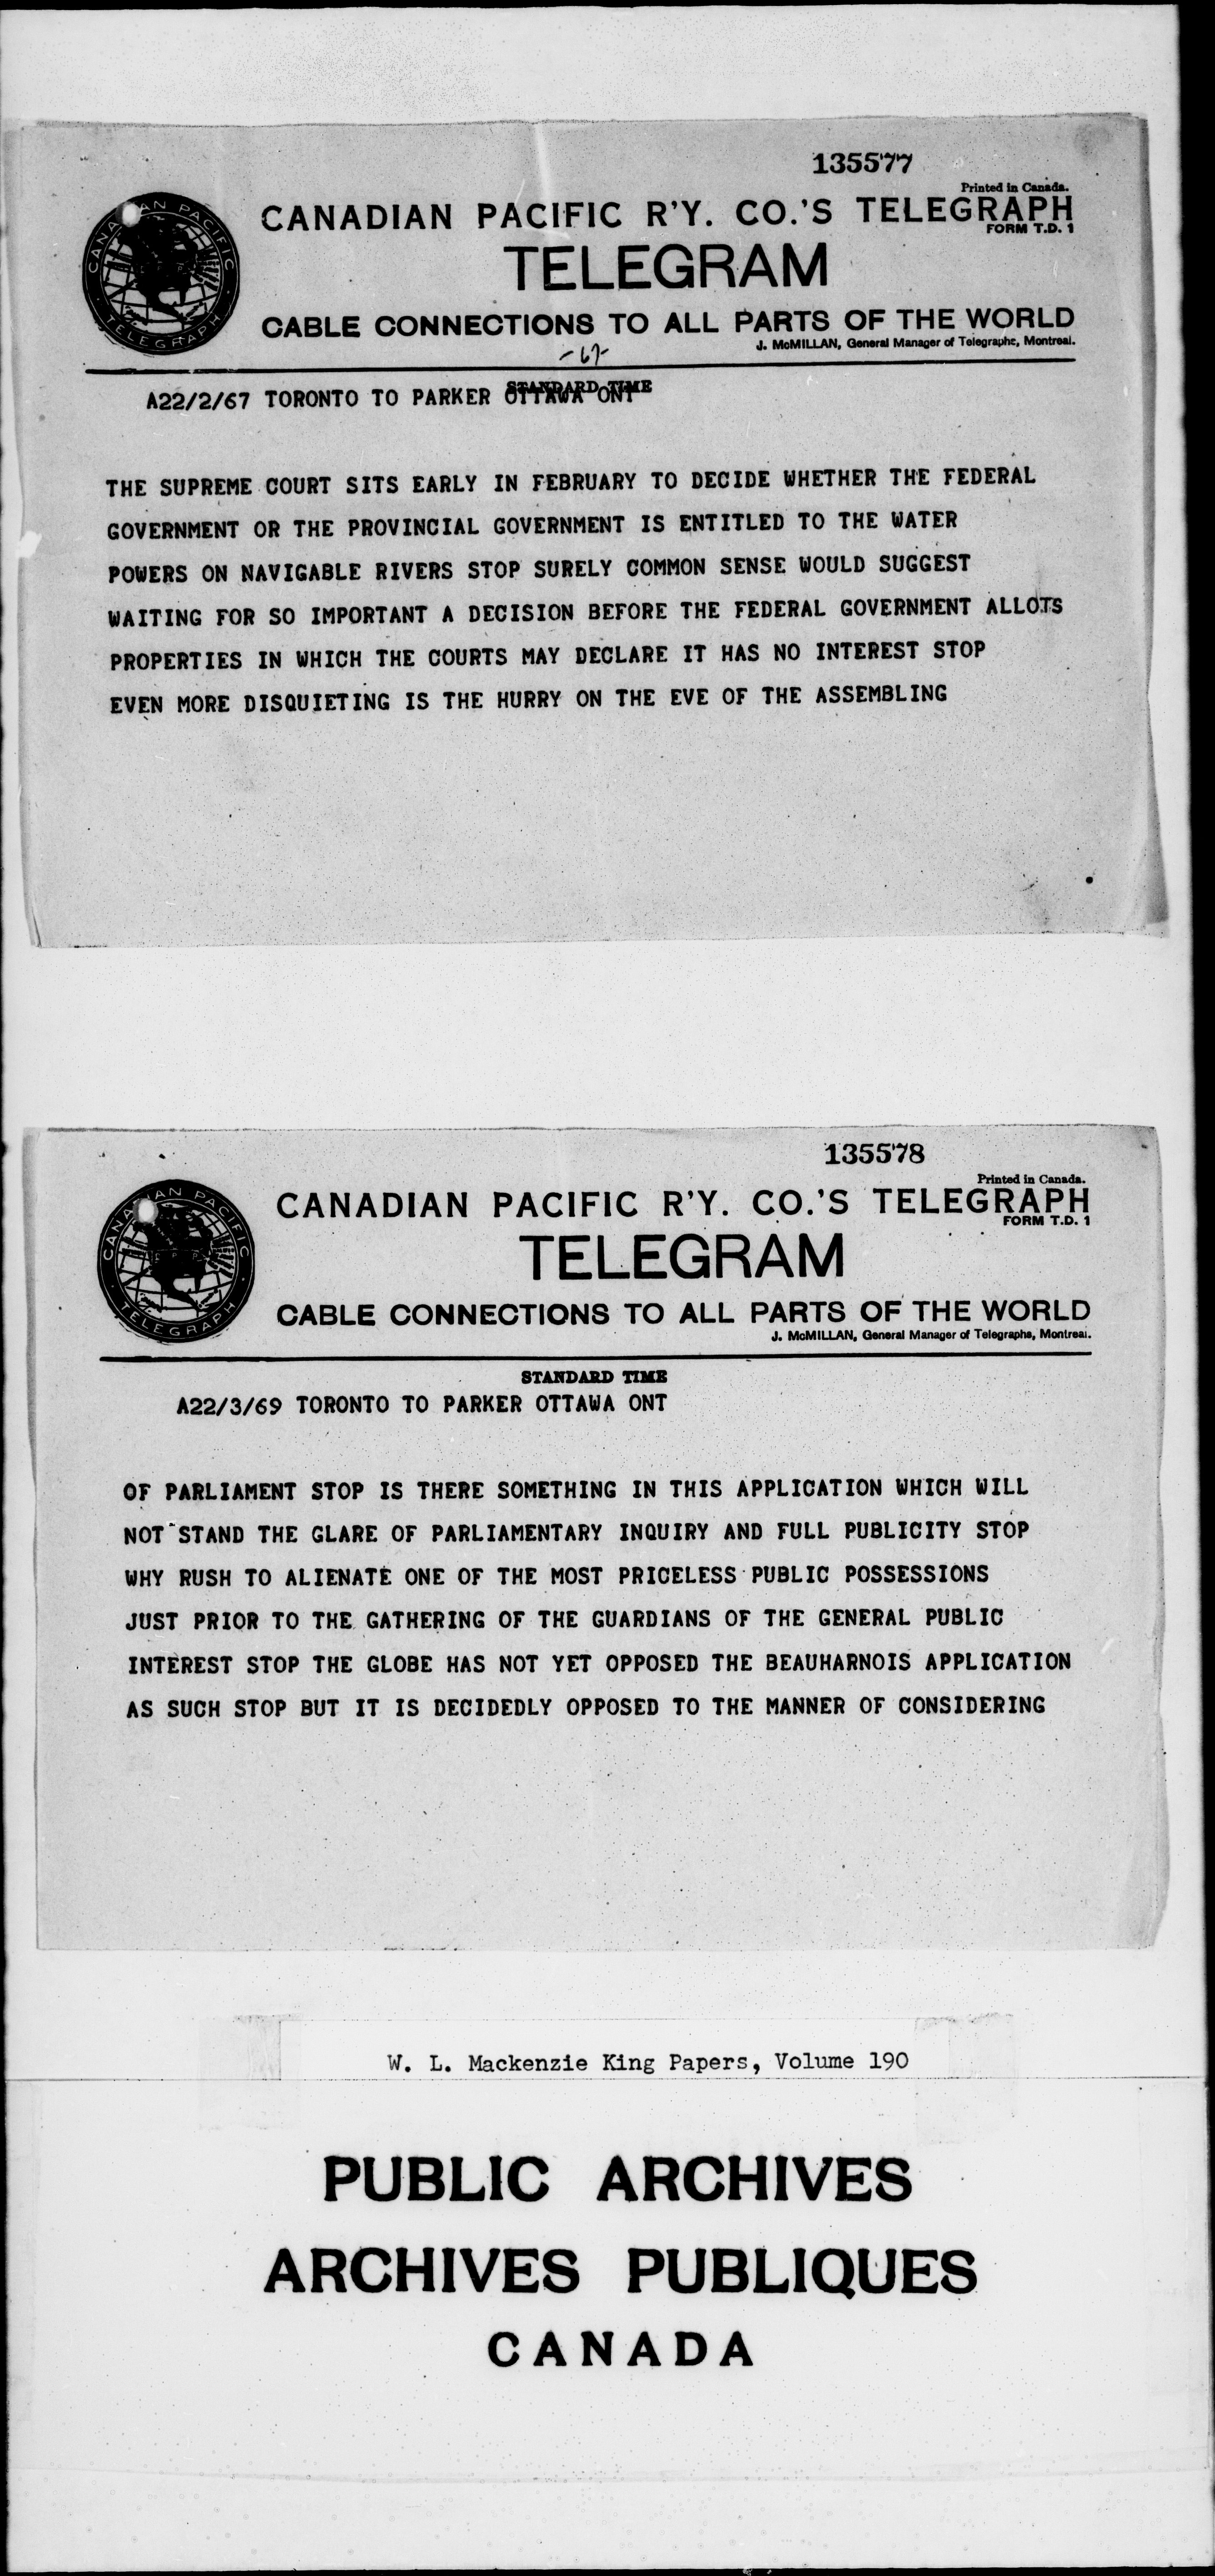 135577
Printed in Canada.
CANADIAN PACIFIC R'Y. CO.'S TELEGRAPH
FORM T.D. 1
TELEGRAM
CABLE CONNECTIONS TO ALL PARTS OF THE WORLD
J. McMILLAN, General Manager of Telegraphs, Montreal.
CANADIAN PACIFIC TELEGRAPH
-67-
STANDARD TIME
A22/2/67 TORONTO TO PARKER OTTAWA ONT
THE SUPREME COURT SITS EARLY IN FEBRUARY TO DECIDE WHETHER THE FEDERAL
GOVERNMENT OR THE PROVINCIAL GOVERNMENT IS ENTITLED TO THE WATER
POWERS ON NAVIGABLE RIVERS STOP SURELY COMMON SENSE WOULD SUGGEST
WAITING FOR SO IMPORTANT A DECISION BEFORE THE FEDERAL GOVERNMENT ALLOTS
PROPERTIES IN WHICH THE COURTS MAY DECLARE IT HAS NO INTEREST STOP
EVEN MORE DISQUIETING IS THE HURRY ON THE EVE OF THE ASSEMBLING
135578
Printed in Canada.
CANADIAN PACIFIC R'Y. CO.'S TELEGRAPH
FORM T.D. 1
TELEGRAM
CABLE CONNECTIONS TO ALL PARTS OF THE WORLD
J. McMILLAN, General Manager of Telegraphs, Montreal.
CANADIAN PACIFIC TELEGRAPH
STANDARD TIME
A22/3/69 TORONTO TO PARKER OTTAWA ONT
OF PARLIAMENT STOP IS THERE SOMETHING IN THIS APPLICATION WHICH WILL
NOT STAND THE GLARE OF PARLIAMENTARY INQUIRY AND FULL PUBLICITY STOP
WHY RUSH TO ALIENATE ONE OF THE MOST PRICELESS PUBLIC POSSESSIONS
JUST PRIOR TO THE GATHERING OF THE GUARDIANS OF THE GENERAL PUBLIC
INTEREST STOP THE GLOBE HAS NOT YET OPPOSED THE BEAUHARNOIS APPLICATION
AS SUCH STOP BUT IT IS DECIDEDLY OPPOSED TO THE MANNER OF CONSIDERING
W. L. Mackenzie King Papers, Volume 190
PUBLIC ARCHIVES
ARCHIVES PUBLIQUES
CANADA